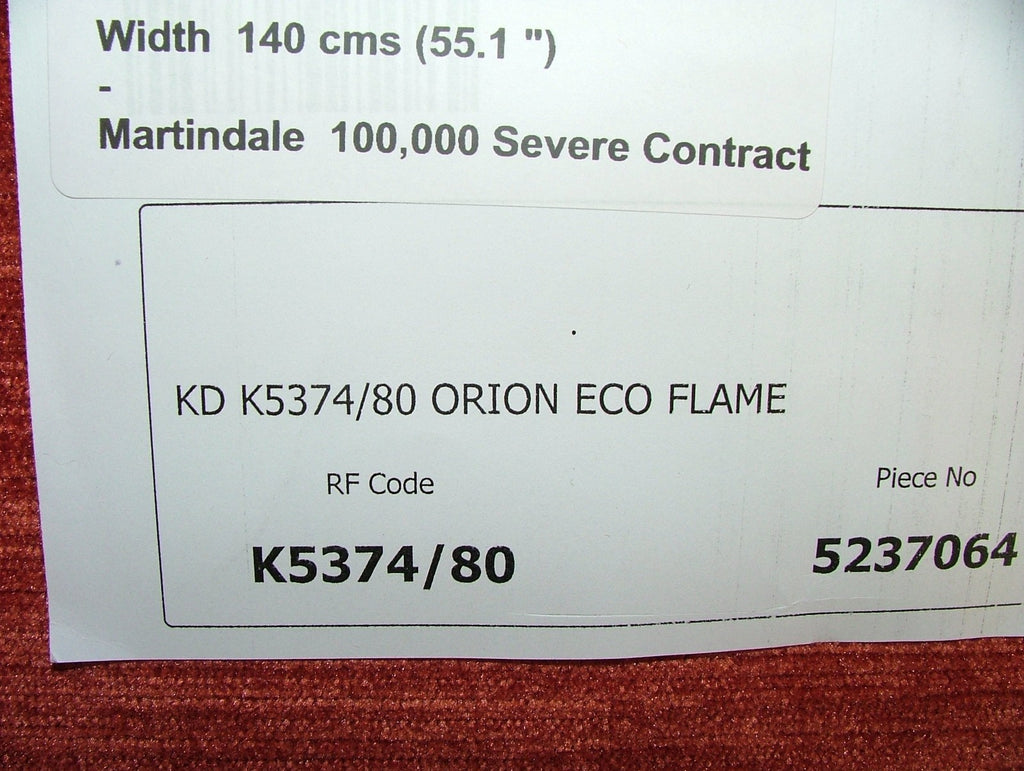 Width 140 cms (55.1 ")
-
Martindale 100,000 Severe Contract
KD K5374/80 ORION ECO FLAME
RF Code
Piece No
K5374/80
5237064